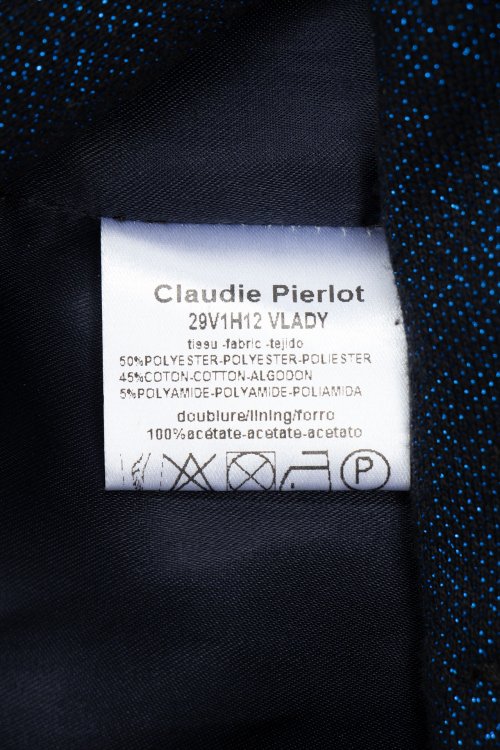 Claudie Pierlot
29V1H12 VLADY
tissu -fabric -tejido
50%POLYESTER-POLYESTER-POLIESTER
45%COTON-COTTON-ALGODON
5%POLYAMIDE-POLYAMIDE-POLIAMIDA
doublure/lining/forro
100%acétate-acetate-acetato
P